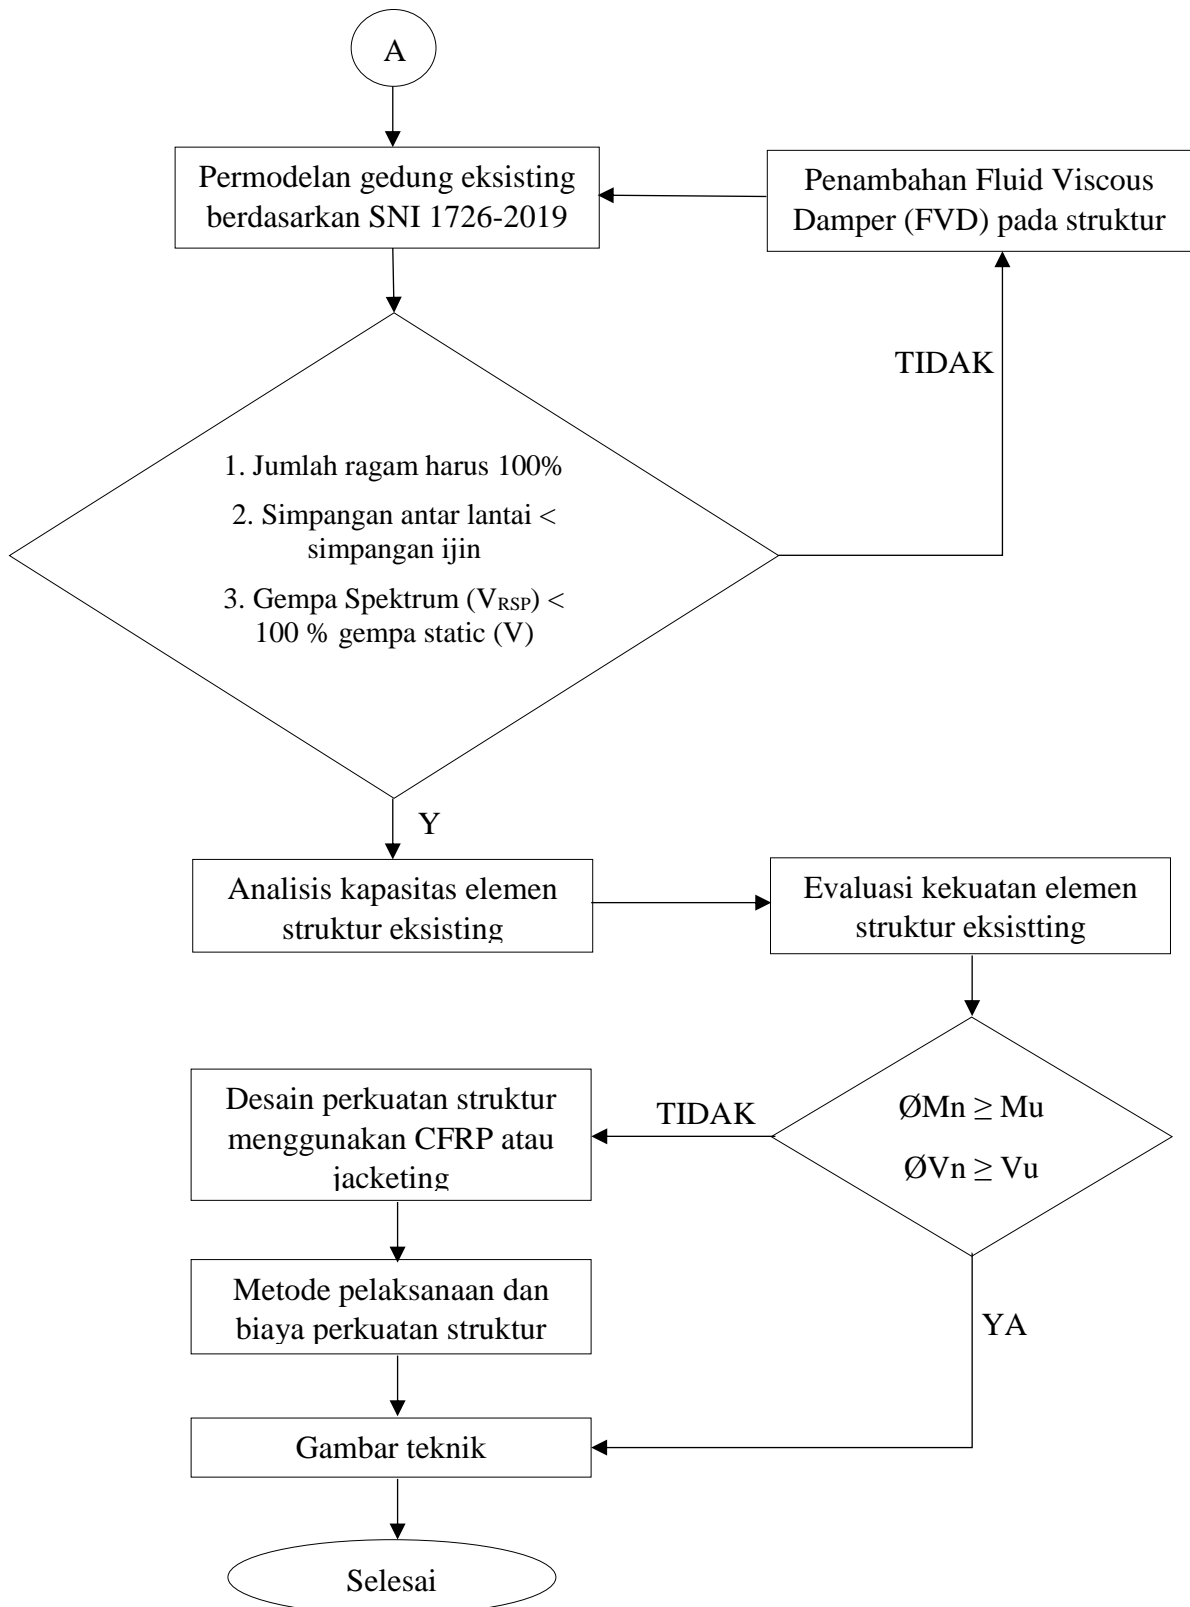 A
Permodelan gedung eksisting
berdasarkan SNI 1726-2019
Penambahan Fluid Viscous
Damper (FVD) pada struktur
TIDAK
1. Jumlah ragam harus 100%
2. Simpangan antar lantai <
simpangan ijin
3. Gempa Spektrum (V_RSP) <
100 % gempa static (V)
Y
Analisis kapasitas elemen
struktur eksisting
Evaluasi kekuatan elemen
struktur eksistting
ØMn ≥ Mu
ØVn ≥ Vu
TIDAK
Desain perkuatan struktur
menggunakan CFRP atau
jacketing
Metode pelaksanaan dan
biaya perkuatan struktur
YA
Gambar teknik
Selesai